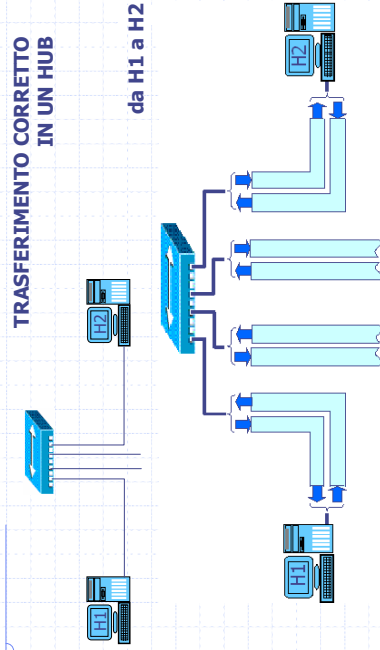 TRASFERIMENTO CORRETTO
IN UN HUB
da H1 a H2
H1
H2
H1
H2